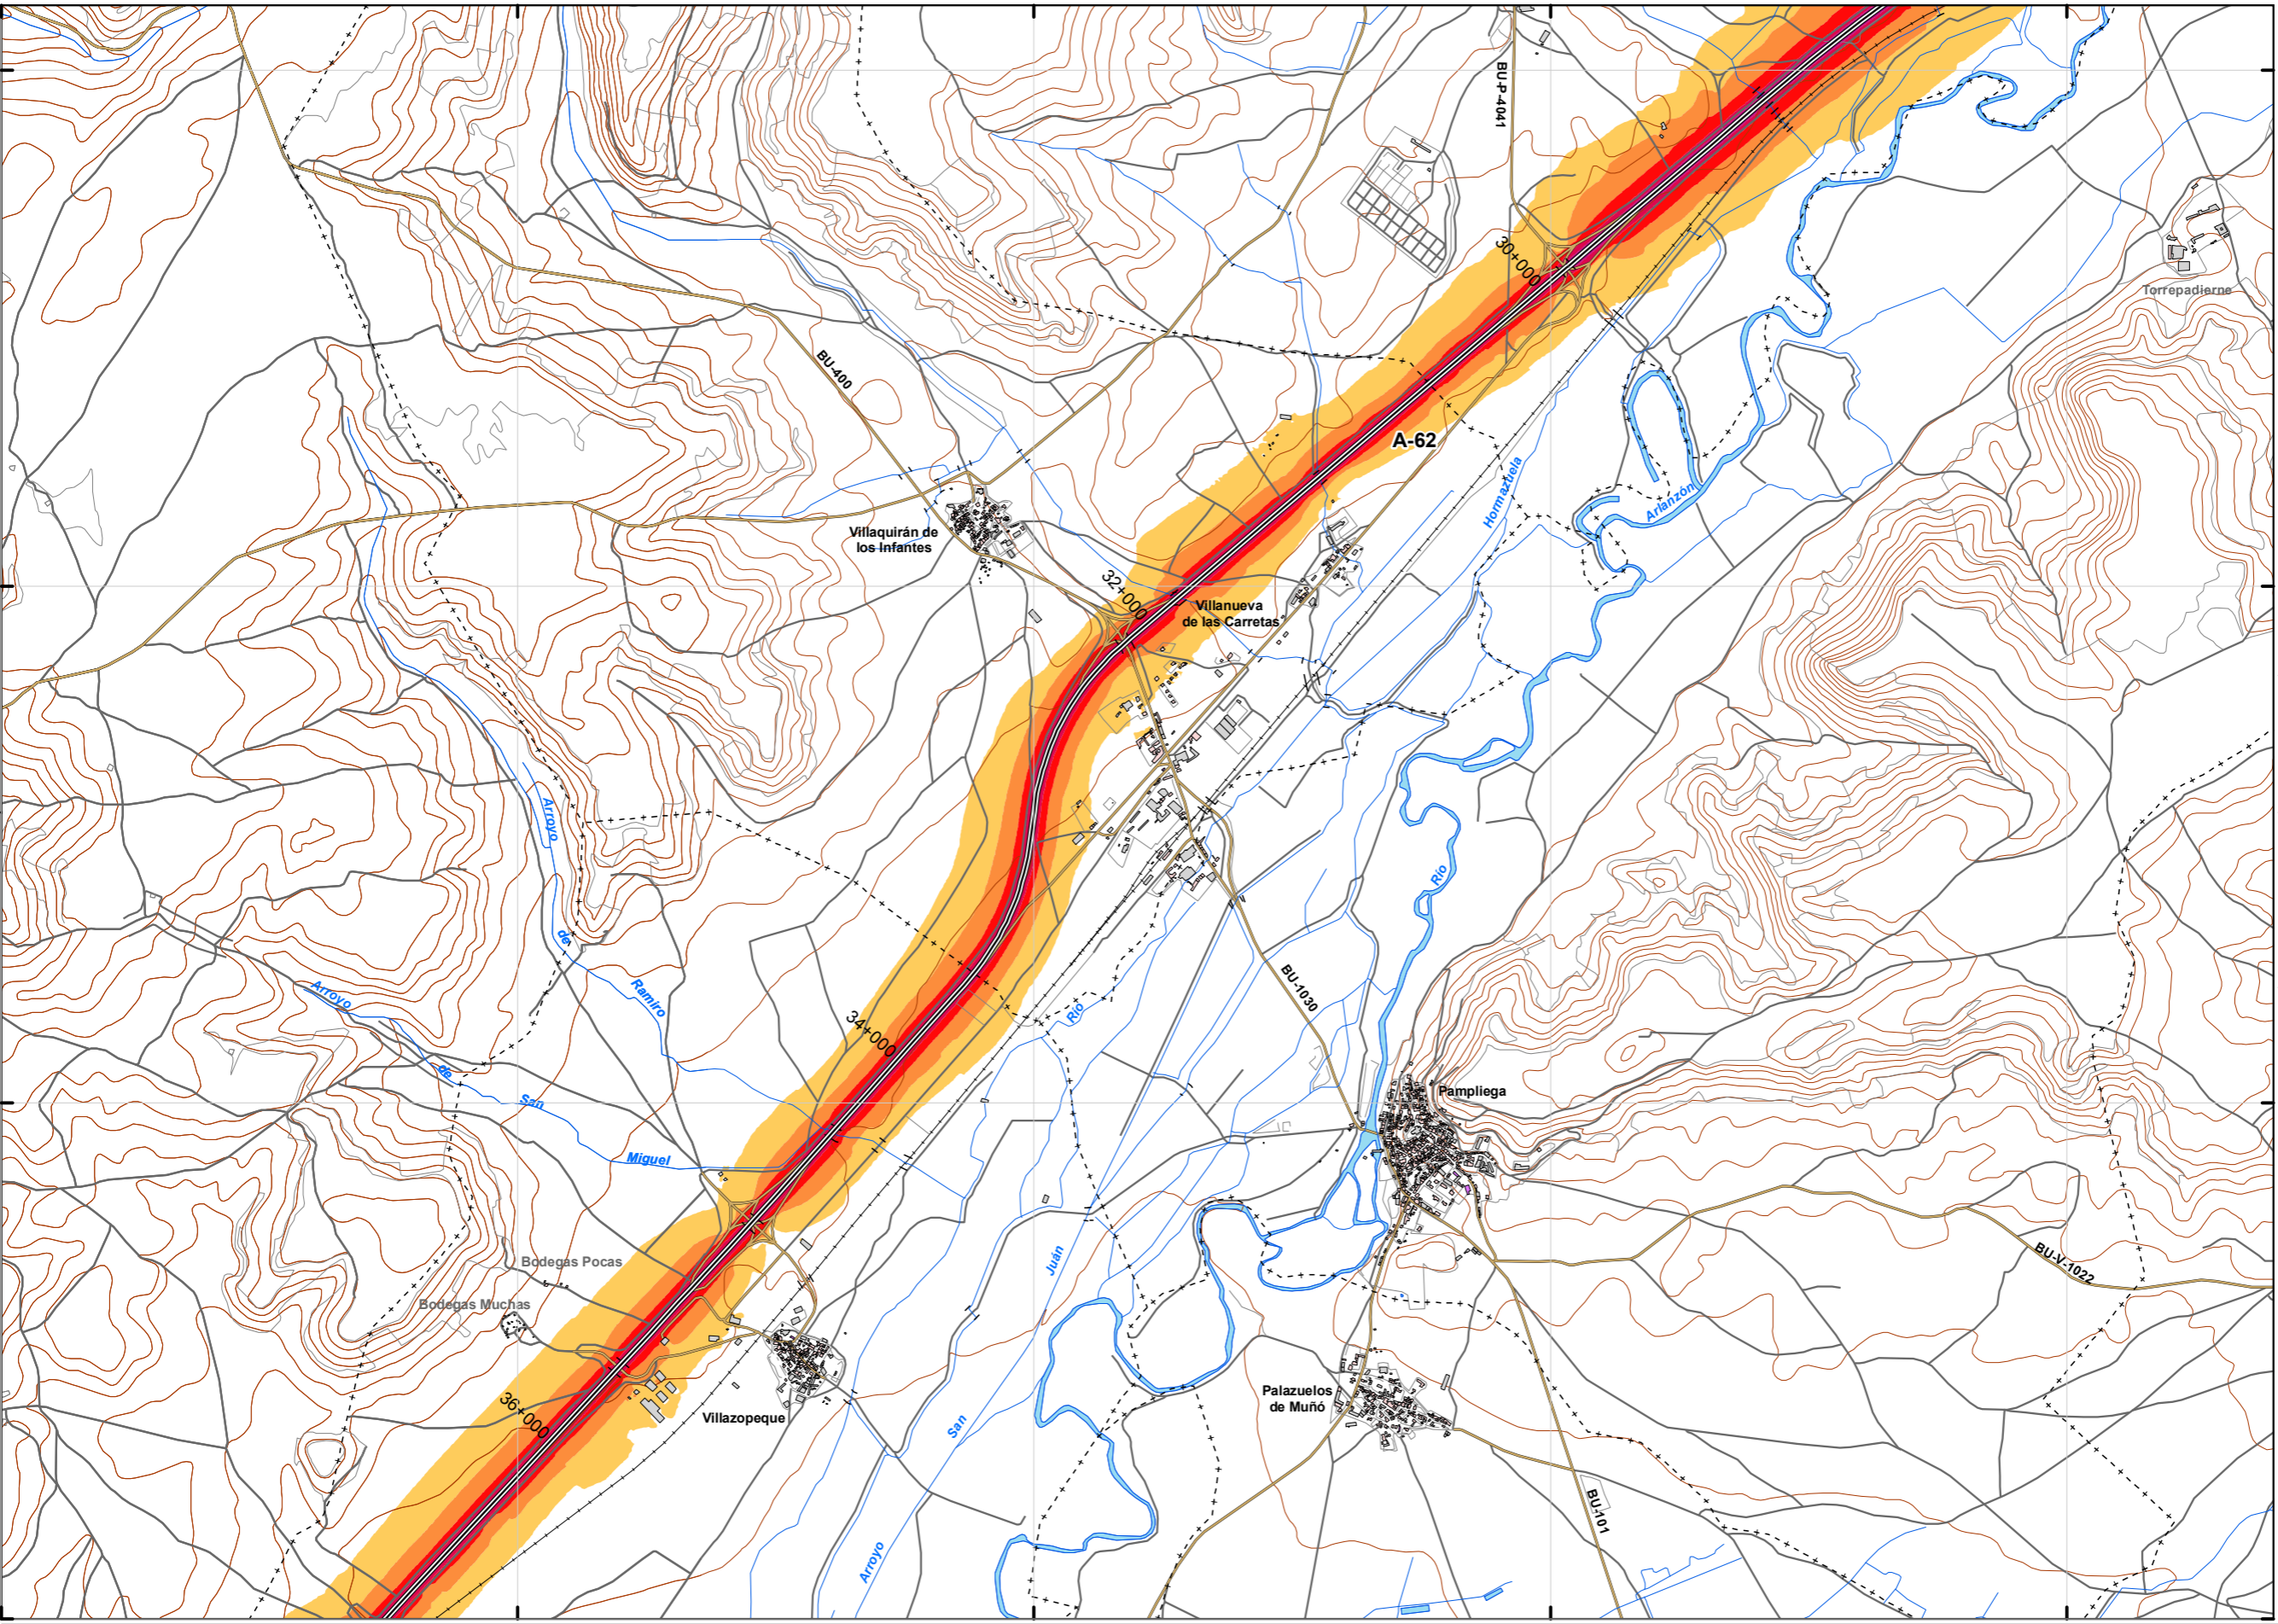 BU-P-4041
30+000
Torrepadierne
BU-400
A-62
Hormazuela
Arlanzón
Villaquirán de
los Infantes
32+000
Villanueva
de las Carretas
Arroyo
de
Ramiro
Río
Arroyo
de
San
Miguel
BU-1030
Río
34+000
Pampliega
Juán
San
Arroyo
Bodegas Pocas
Bodegas Muchas
BU-V-1022
36+000
Villazopeque
Palazuelos
de Muñó
BU-101